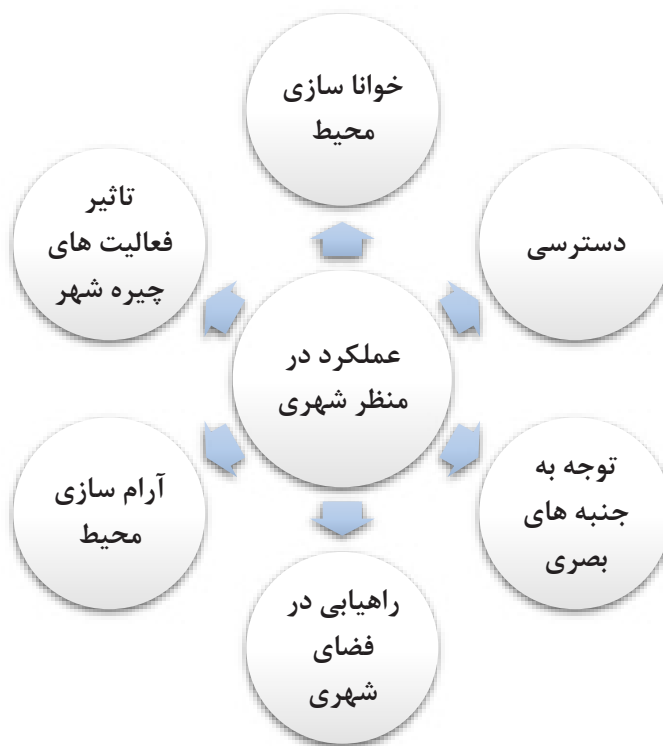 خوانا سازی
محیط
دسترسی
توجه به
جنبه های
بصری
راهیابی در
فضای
شهری
آرام سازی
محیط
تاثیر
فعالیت های
چیره شهر
عملکرد در
منظر شهری